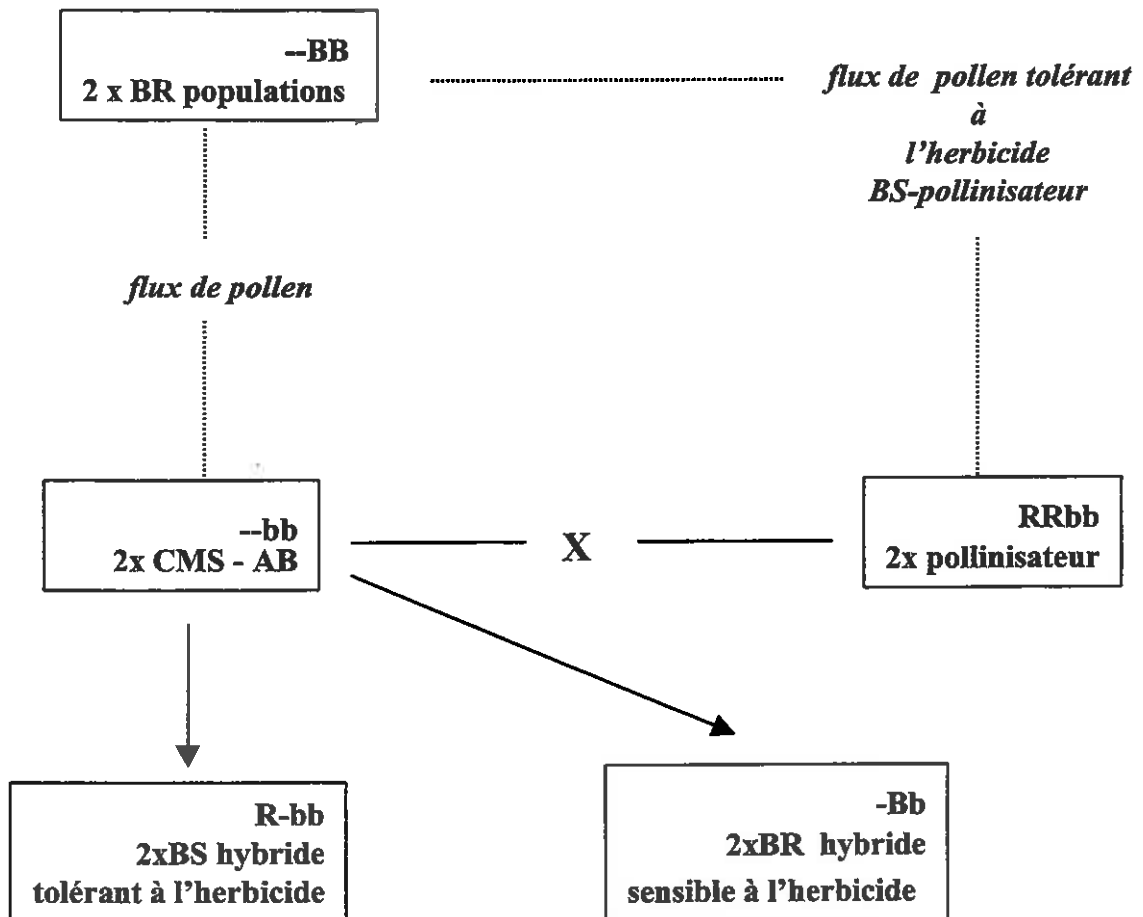 --BB
2 x BR populations
flux de pollen tolérant
à
l'herbicide
BS-pollinisateur
flux de pollen
--bb
2x CMS - AB
X
RRbb
2x pollinisateur
R-bb
2xBS hybride
tolérant à l'herbicide
-Bb
2xBR hybride
sensible à l'herbicide